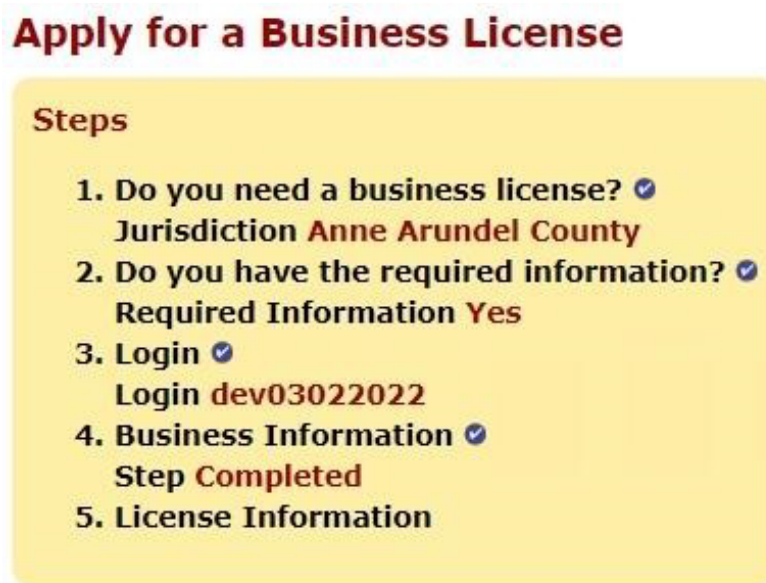 Apply for a Business License
Steps
1. Do you need a business license?
Jurisdiction Anne Arundel County
2. Do you have the required information?
Required Information Yes
3. Login
Login dev03022022
4. Business Information
Step Completed
5. License Information